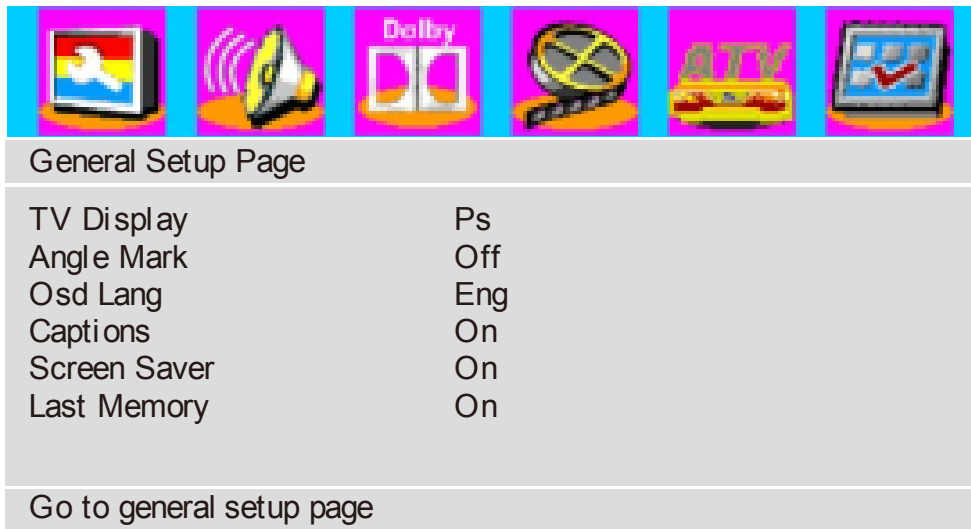 Dolby
ATV
General Setup Page
TV Display Ps
Angle Mark Off
Osd Lang Eng
Captions On
Screen Saver On
Last Memory On
Go to general setup page